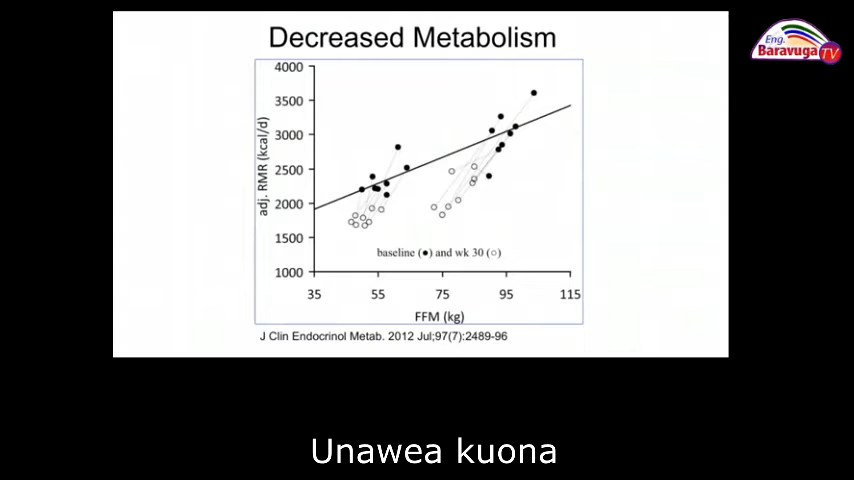 Decreased Metabolism
Eng.
Baravuga TV
4000
3500
3000
2500
2000
1500
1000
adj. RMR (kcal/d)
baseline (●) and wk 30 (○)
35 55 75 95 115
FFM (kg)
J Clin Endocrinol Metab. 2012 Jul;97(7):2489-96
Unawea kuona